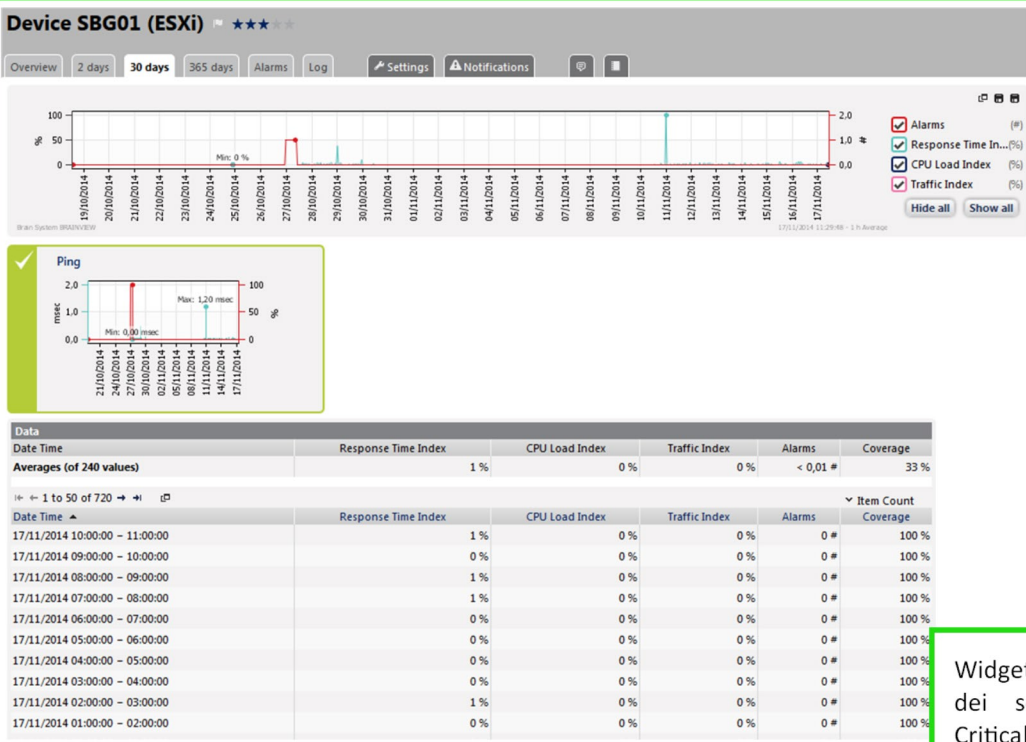 Device SBG01 (ESXi)
Overview 2 days 30 days 365 days Alarms Log Settings Notifications
100 50 0
%
2,0 1,0 0,0
#
Min: 0 %
19/10/2014 20/10/2014 21/10/2014 22/10/2014 23/10/2014 24/10/2014 25/10/2014 26/10/2014 27/10/2014 28/10/2014 29/10/2014 30/10/2014 31/10/2014 01/11/2014 02/11/2014 03/11/2014 04/11/2014 05/11/2014 06/11/2014 07/11/2014 08/11/2014 09/11/2014 10/11/2014 11/11/2014 12/11/2014 13/11/2014 14/11/2014 15/11/2014 16/11/2014 17/11/2014
Brain System BRAINVIEW
17/11/2014 11:29:48 - 1 h Average
Alarms (#)
Response Time In...(%)
CPU Load Index (%)
Traffic Index (%)
Hide all Show all
Ping
2,0 1,0 0,0
msec
100 50 0
%
Max: 1,20 msec
Min: 0,00 msec
21/10/2014 24/10/2014 27/10/2014 30/10/2014 02/11/2014 05/11/2014 08/11/2014 11/11/2014 14/11/2014 17/11/2014
Data
Date Time Response Time Index CPU Load Index Traffic Index Alarms Coverage
Averages (of 240 values) 1 % 0 % 0 % < 0,01 # 33 %
1 to 50 of 720 Item Count
Date Time Response Time Index CPU Load Index Traffic Index Alarms Coverage
17/11/2014 10:00:00 - 11:00:00 1 % 0 % 0 % 0 # 100 %
17/11/2014 09:00:00 - 10:00:00 0 % 0 % 0 % 0 # 100 %
17/11/2014 08:00:00 - 09:00:00 1 % 0 % 0 % 0 # 100 %
17/11/2014 07:00:00 - 08:00:00 1 % 0 % 0 % 0 # 100 %
17/11/2014 06:00:00 - 07:00:00 0 % 0 % 0 % 0 # 100 %
17/11/2014 05:00:00 - 06:00:00 0 % 0 % 0 % 0 # 100 %
17/11/2014 04:00:00 - 05:00:00 0 % 0 % 0 % 0 # 100 %
17/11/2014 03:00:00 - 04:00:00 0 % 0 % 0 % 0 # 100 %
17/11/2014 02:00:00 - 03:00:00 1 % 0 % 0 % 0 # 100 %
17/11/2014 01:00:00 - 02:00:00 0 % 0 % 0 % 0 # 100 %
Widget
dei s
Critical